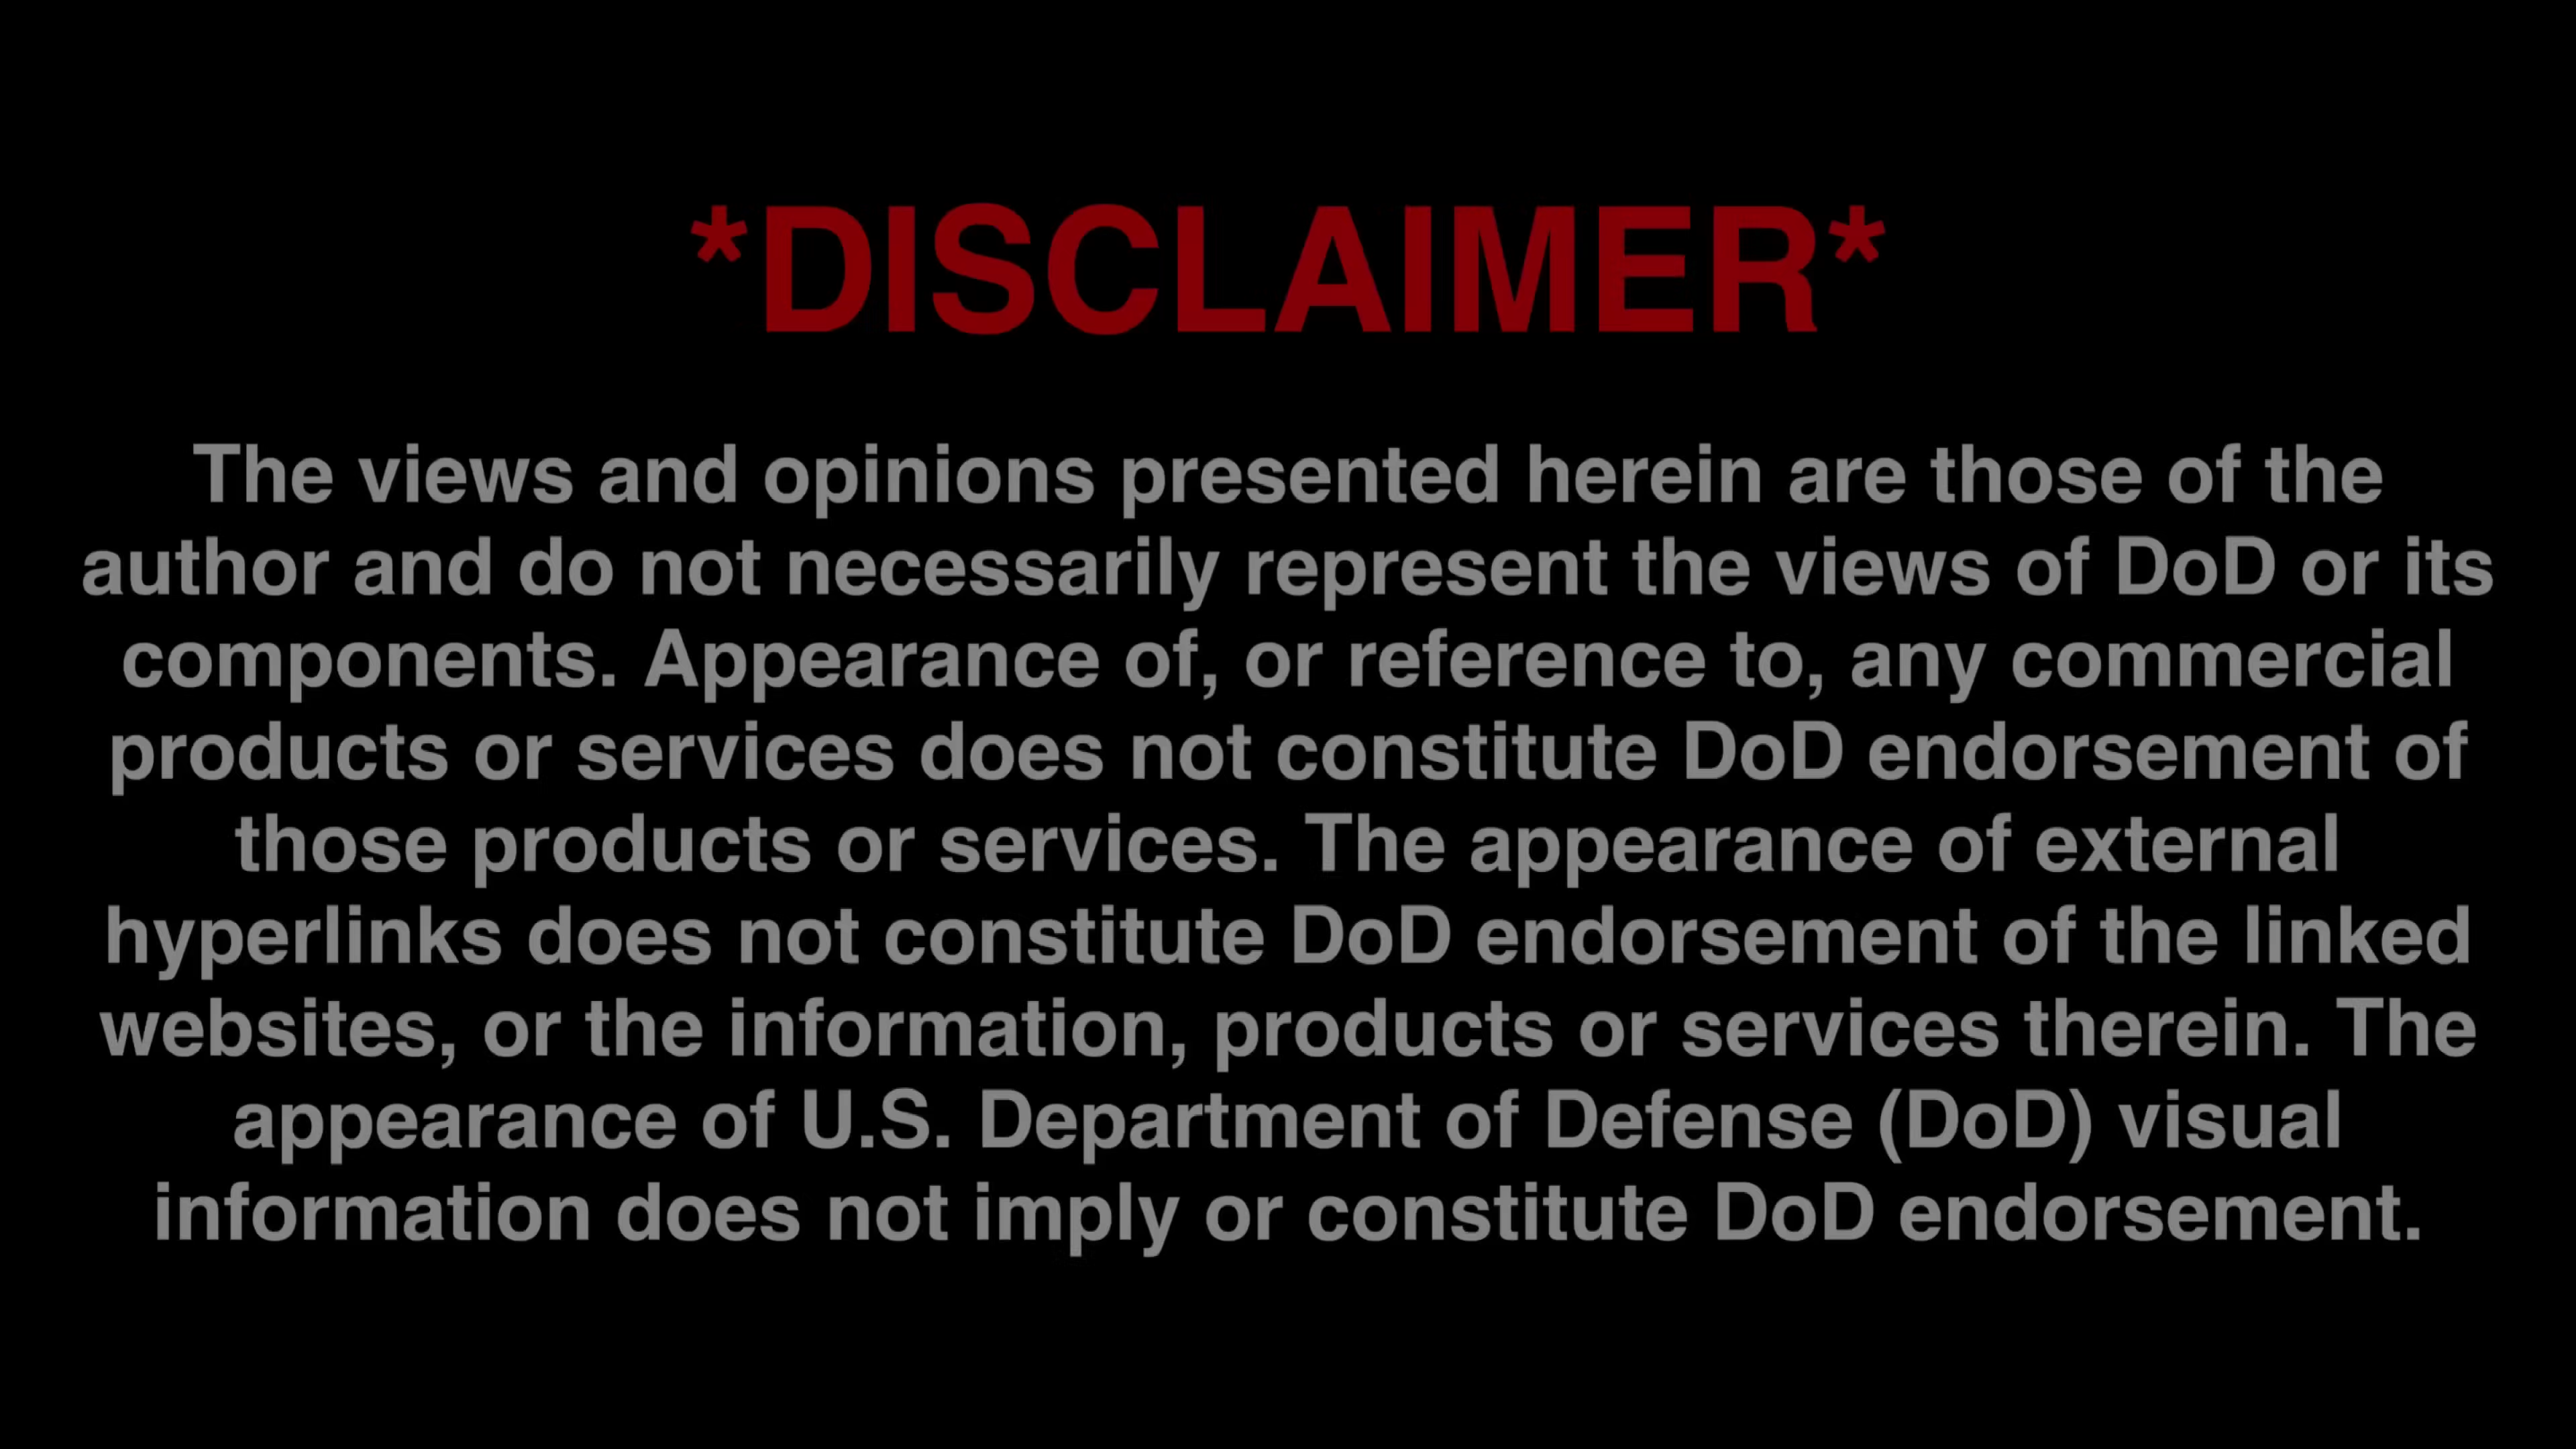 *DISCLAIMER*
The views and opinions presented herein are those of the
author and do not necessarily represent the views of DoD or its
components. Appearance of, or reference to, any commercial
products or services does not constitute DoD endorsement of
those products or services. The appearance of external
hyperlinks does not constitute DoD endorsement of the linked
websites, or the information, products or services therein. The
appearance of U.S. Department of Defense (DoD) visual
information does not imply or constitute DoD endorsement.